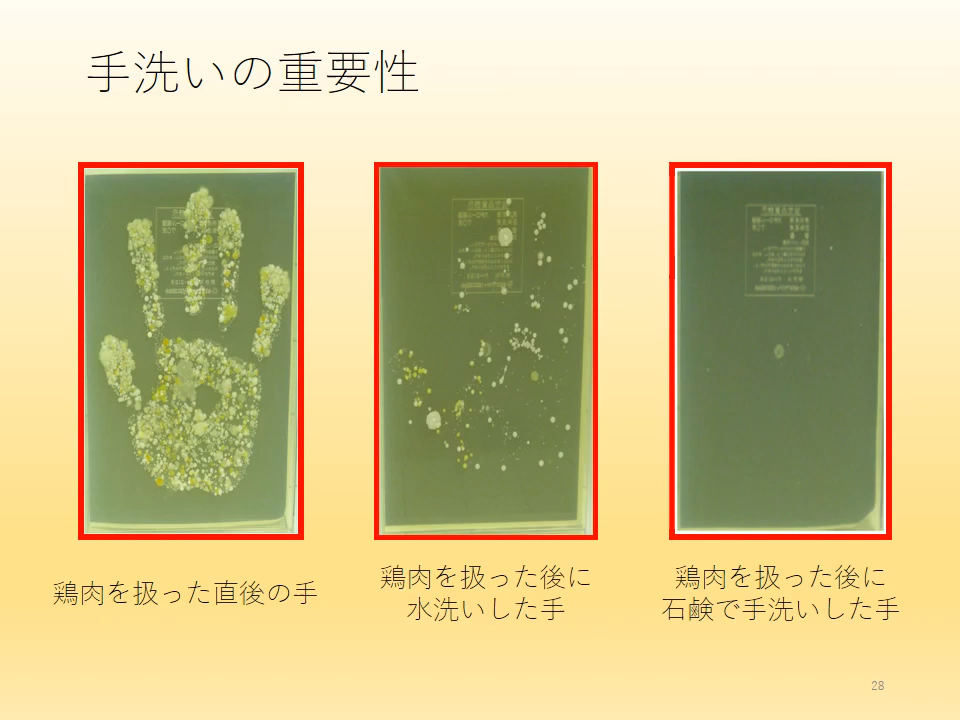 手洗いの重要性
鶏肉を扱った直後の手
鶏肉を扱った後に
水洗いした手
鶏肉を扱った後に
石鹸で手洗いした手
28